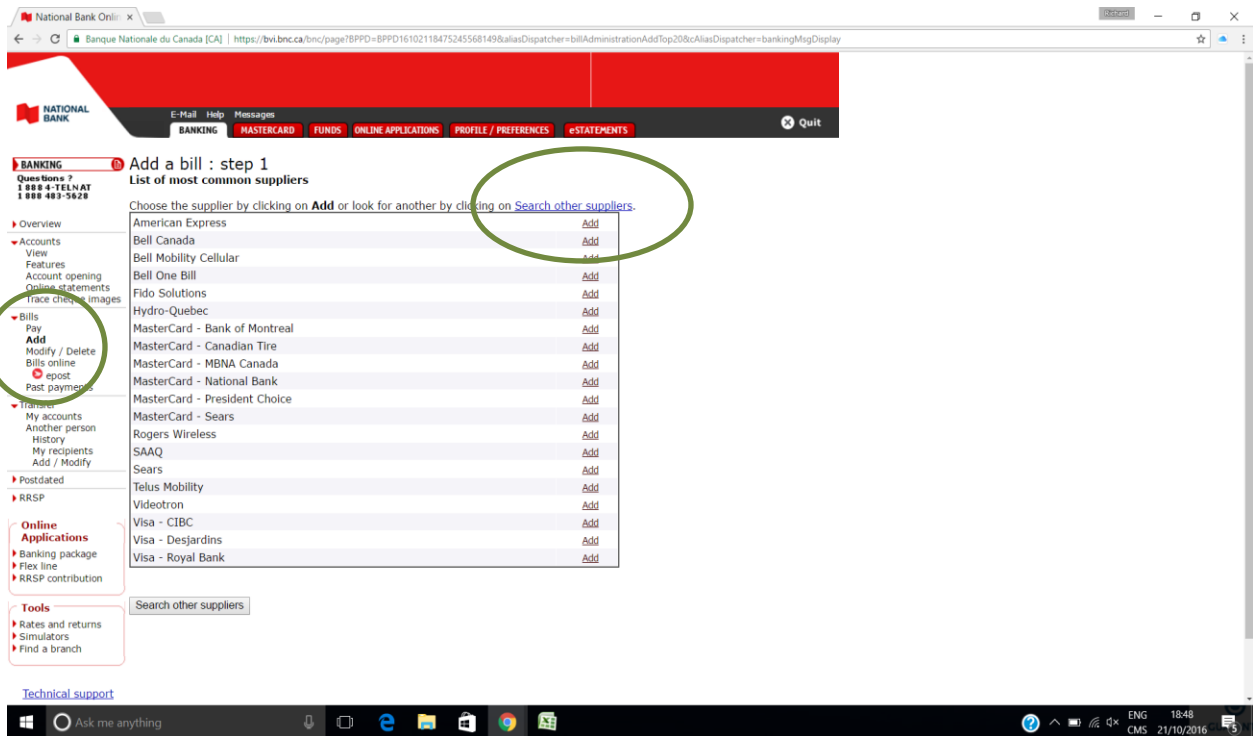 National Bank Onlin
Richard
Banque Nationale du Canada [CA] | https://bvi.bnc.ca/bnc/page?BPPD=BPPD16102118475245568149&aliasDispatcher=billAdministrationAddTop20&cAliasDispatcher=bankingMsgDisplay
NATIONAL
BANK
E-Mail Help Messages
BANKING MASTERCARD FUNDS ONLINE APPLICATIONS PROFILE / PREFERENCES eSTATEMENTS
Quit
BANKING
Questions ?
1 888 4-TELNAT
1 888 483-5628
Overview
Accounts
View
Features
Account opening
Online statements
Trace cheque images
Bills
Pay
Add
Modify / Delete
Bills online
epost
Past payments
Transfer
My accounts
Another person
History
My recipients
Add / Modify
Postdated
RRSP
Online
Applications
Banking package
Flex line
RRSP contribution
Tools
Rates and returns
Simulators
Find a branch
Technical support
Add a bill : step 1
List of most common suppliers
Choose the supplier by clicking on Add or look for another by clicking on Search other suppliers.
American Express Add
Bell Canada Add
Bell Mobility Cellular Add
Bell One Bill Add
Fido Solutions Add
Hydro-Quebec Add
MasterCard - Bank of Montreal Add
MasterCard - Canadian Tire Add
MasterCard - MBNA Canada Add
MasterCard - National Bank Add
MasterCard - President Choice Add
MasterCard - Sears Add
Rogers Wireless Add
SAAQ Add
Sears Add
Telus Mobility Add
Videotron Add
Visa - CIBC Add
Visa - Desjardins Add
Visa - Royal Bank Add
Search other suppliers
Ask me anything
ENG 18:48
CMS 21/10/2016
5